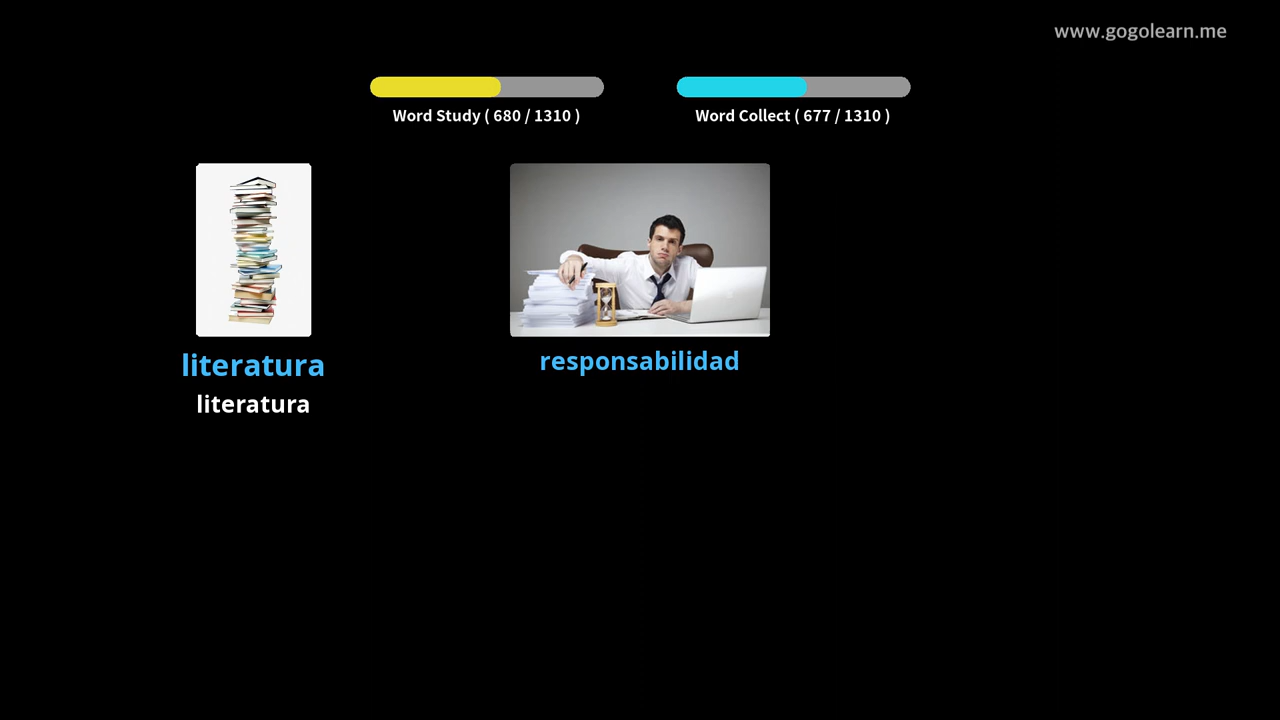 www.gogolearn.me
Word Study ( 680 / 1310 )
Word Collect ( 677 / 1310 )
literatura
literatura
responsabilidad